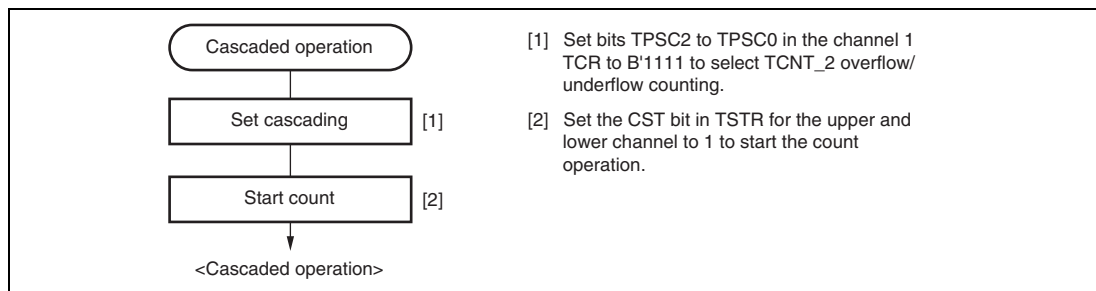 Cascaded operation
Set cascading
[1]
Start count
[2]
<Cascaded operation>
[1] Set bits TPSC2 to TPSC0 in the channel 1
TCR to B'1111 to select TCNT_2 overflow/
underflow counting.
[2] Set the CST bit in TSTR for the upper and
lower channel to 1 to start the count
operation.